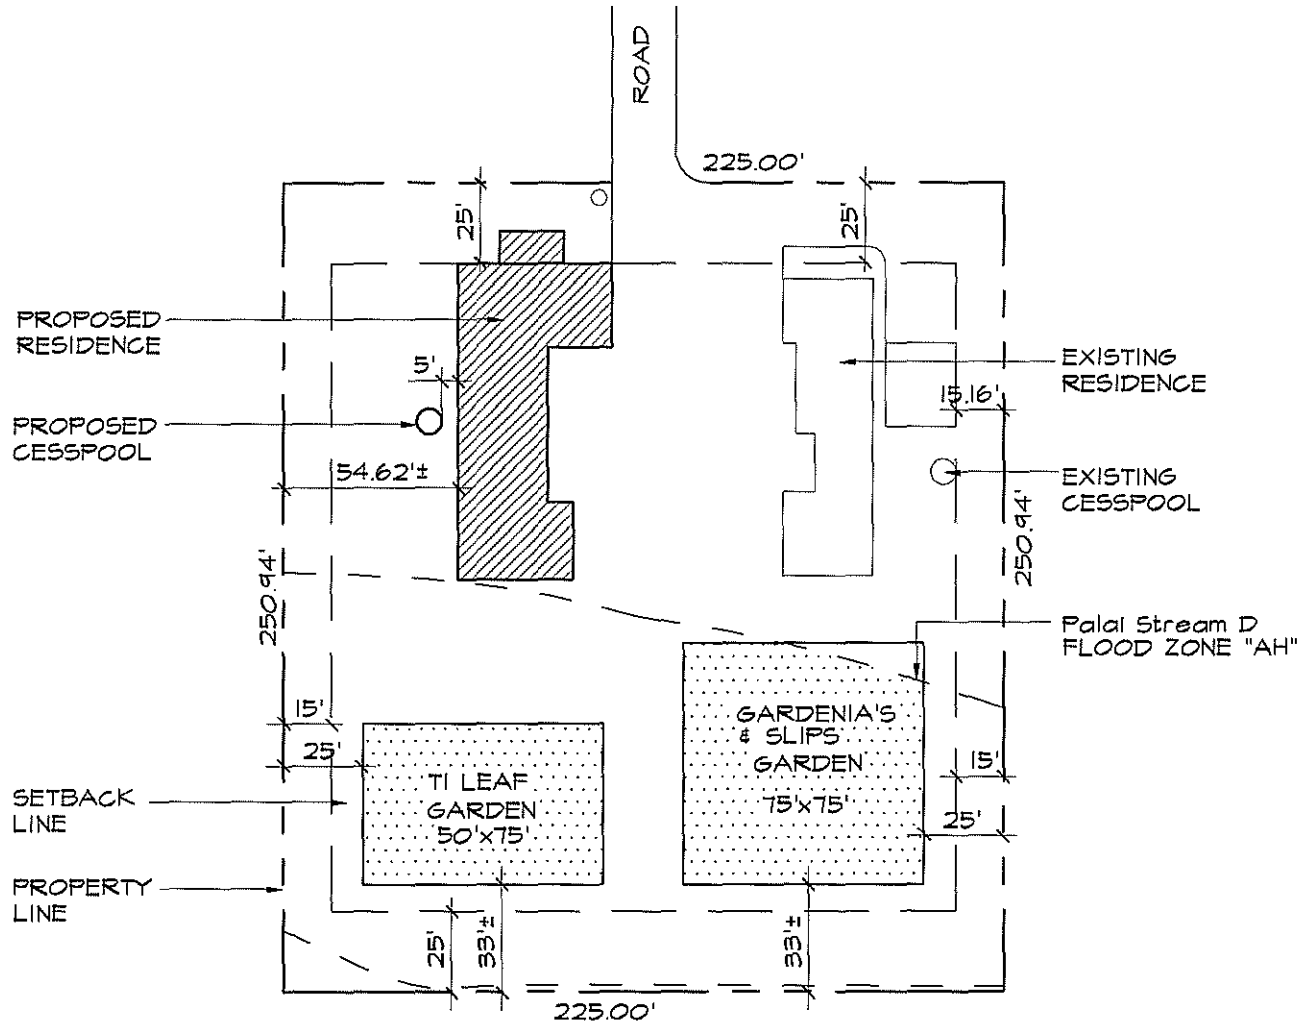 ROAD
225.00'
25'
25'
PROPOSED
RESIDENCE
5'
EXISTING
RESIDENCE
15.16'
PROPOSED
CESSPOOL
54.62'±
EXISTING
CESSPOOL
250.94'
250.94'
Palai Stream D
FLOOD ZONE "AH"
15'
25'
GARDENIA'S
& SLIPS
GARDEN
75'x75'
TI LEAF
GARDEN
50'x75'
15'
25'
SETBACK
LINE
PROPERTY
LINE
25'
33'±
33'±
225.00'